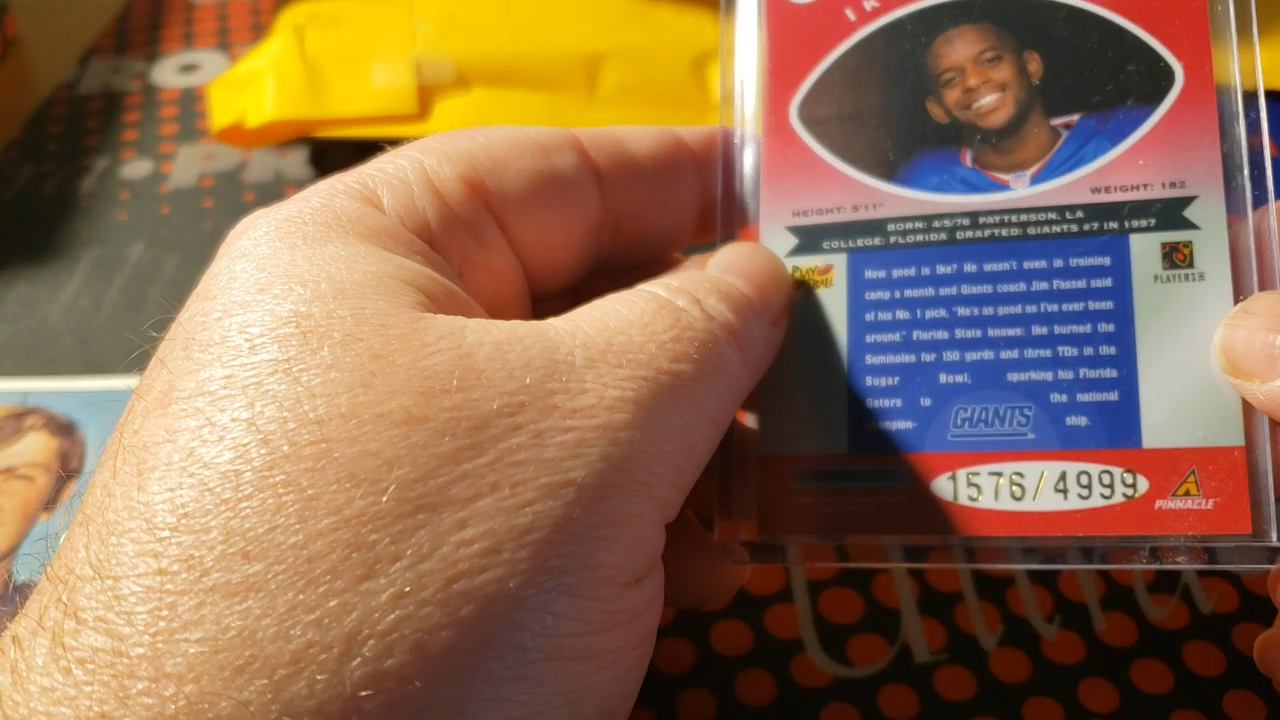 WEIGHT: 182
HEIGHT: 5'11"
BORN: 4/5/76 PATTERSON, LA
COLLEGE: FLORIDA DRAFTED: GIANTS #7 IN 1997
PLAY
FOOTBALL
PLAYERS INC
How good is Ike? He wasn't even in training
camp a month and Giants coach Jim Fassel said
of his No. 1 pick, "He's as good as I've ever been
around." Florida State knows: Ike burned the
Seminoles for 150 yards and three TDs in the
Sugar Bowl, sparking his Florida
Gators to the national
champion- ship.
GIANTS
1576/4999
PINNACLE